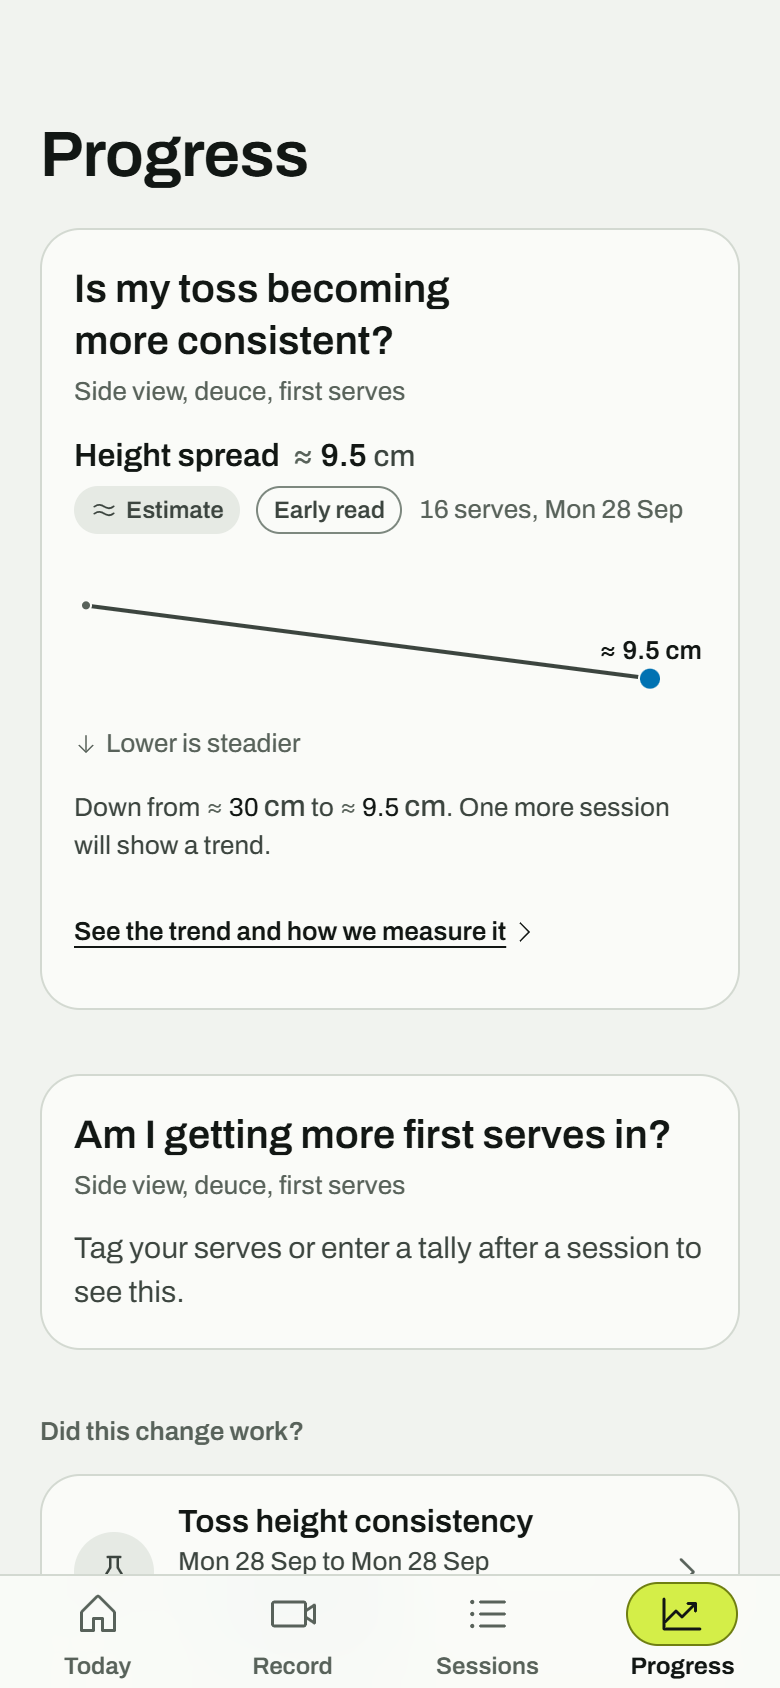 Progress
Is my toss becoming
more consistent?
Side view, deuce, first serves
Height spread ≈ 9.5 cm
≈ Estimate Early read 16 serves, Mon 28 Sep
≈ 9.5 cm
↓ Lower is steadier
Down from ≈ 30 cm to ≈ 9.5 cm. One more session
will show a trend.
See the trend and how we measure it
Am I getting more first serves in?
Side view, deuce, first serves
Tag your serves or enter a tally after a session to
see this.
Did this change work?
Toss height consistency
Mon 28 Sep to Mon 28 Sep
Today Record Sessions Progress